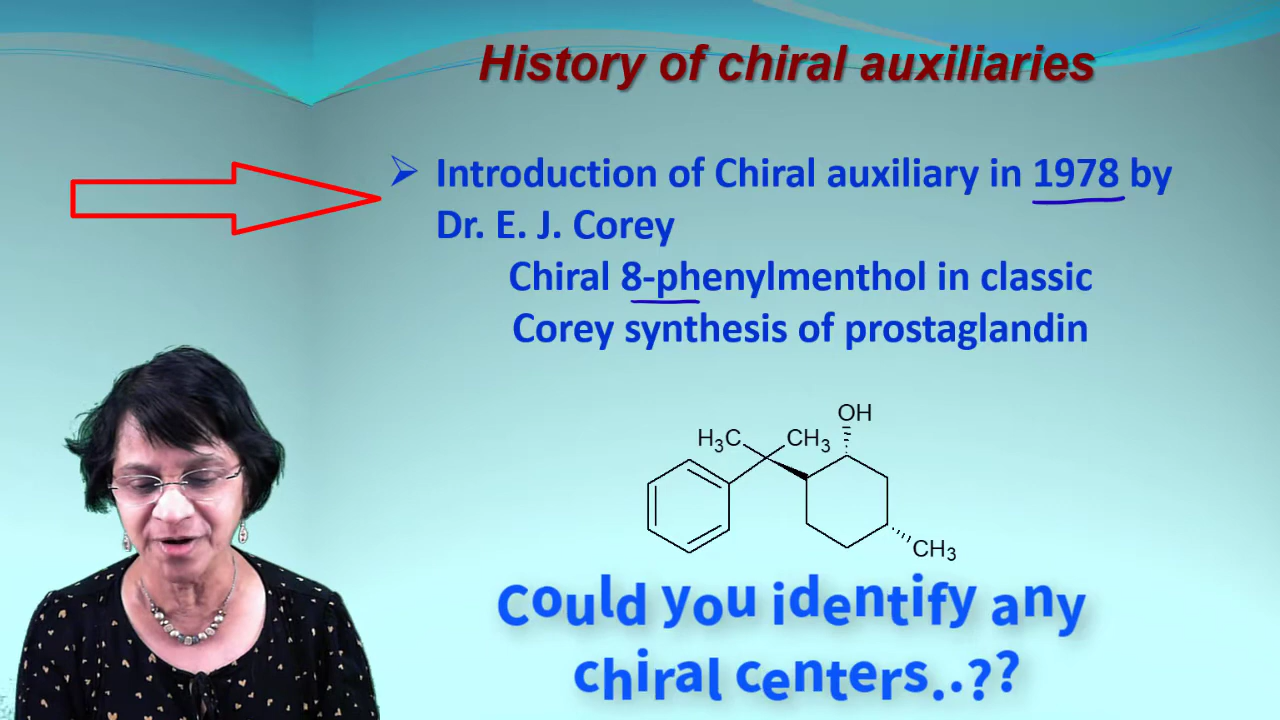 History of chiral auxiliaries
➢ Introduction of Chiral auxiliary in 1978 by
Dr. E. J. Corey
Chiral 8-phenylmenthol in classic
Corey synthesis of prostaglandin
OH
H₃C CH₃
CH₃
Could you identify any
chiral centers..??